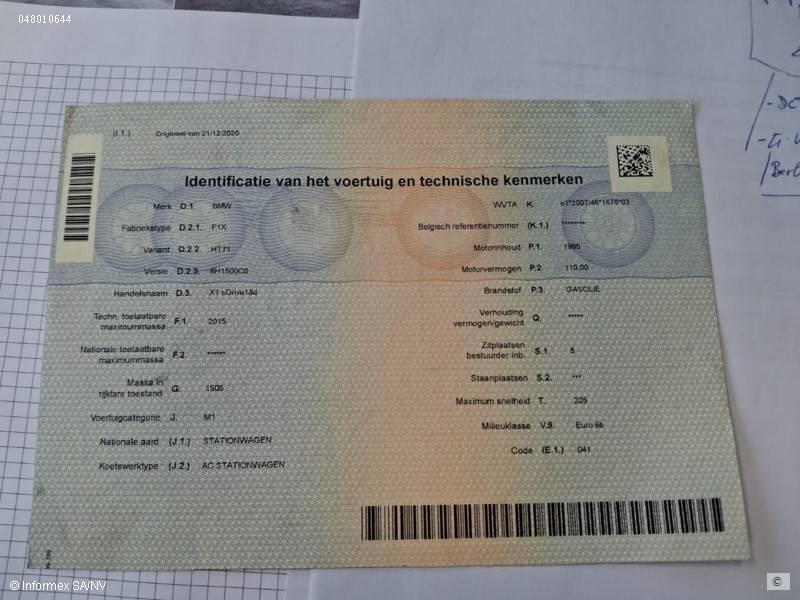 048010644
(I.1.) Origineel van 21/12/2020
Identificatie van het voertuig en technische kenmerken
Merk D.1. BMW
Fabriekstype D.2.1. F1X
Variant D.2.2. HT71
Versie D.2.3. 6H1500C0
Handelsnaam D.3. X1 sDrive18d
Techn. toelaatbare
maximummassa F.1. 2015
Nationale toelaatbare
maximummassa F.2. ******
Massa in
rijklare toestand G. 1505
Voertuigcategorie J. M1
Nationale aard (J.1.) STATIONWAGEN
Koetswerktype (J.2.) AC STATIONWAGEN
WVTA K. e1*2007/46*1676*03
Belgisch referentienummer (K.1.) ********
Motorinhoud P.1. 1995
Motorvermogen P.2. 110,00
Brandstof P.3. GASOLIE
Verhouding
vermogen/gewicht Q. *****
Zitplaatsen
bestuurder inb. S.1. 5
Staanplaatsen S.2. ***
Maximum snelheid T. 205
Milieuklasse V.9. Euro 6b
Code (E.1.) 041
© Informex SA/NV
©